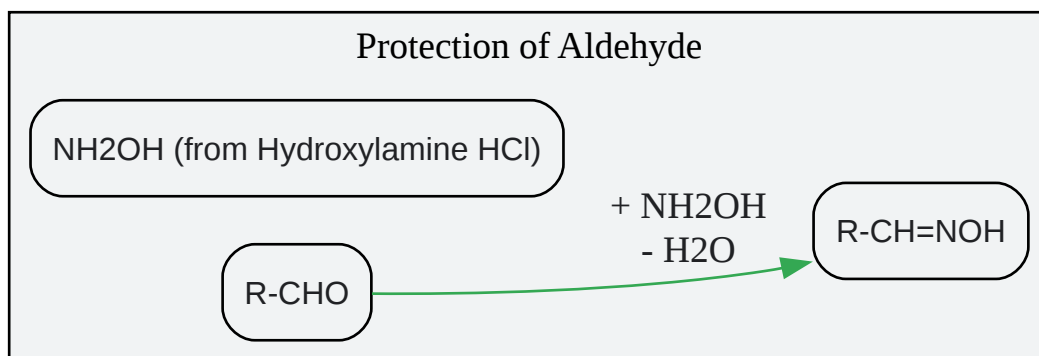 Protection of Aldehyde
NH2OH (from Hydroxylamine HCl)
+ NH2OH
- H2O
R-CH=NOH
R-CHO